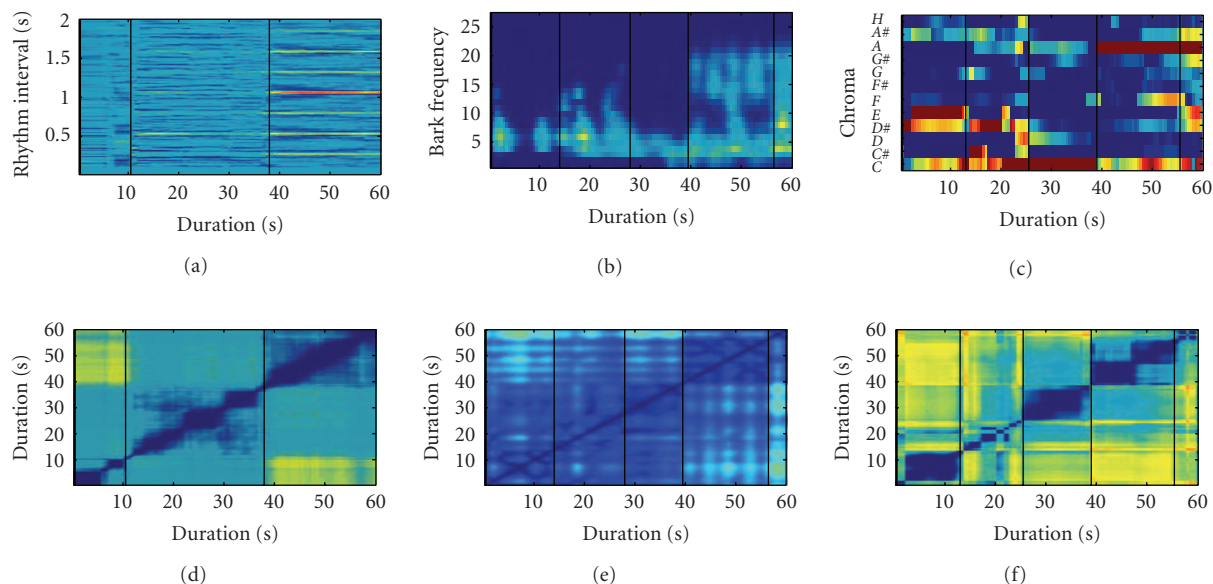 Rhythm interval (s)
2
1.5
1
0.5
10 20 30 40 50 60
Duration (s)
(a)
Bark frequency
25
20
15
10
5
10 20 30 40 50 60
Duration (s)
(b)
Chroma
H
A#
A
G#
G
F#
F
E
D#
D
C#
C
10 20 30 40 50 60
Duration (s)
(c)
Duration (s)
60
50
40
30
20
10
10 20 30 40 50 60
Duration (s)
(d)
Duration (s)
60
50
40
30
20
10
10 20 30 40 50 60
Duration (s)
(e)
Duration (s)
60
50
40
30
20
10
10 20 30 40 50 60
Duration (s)
(f)